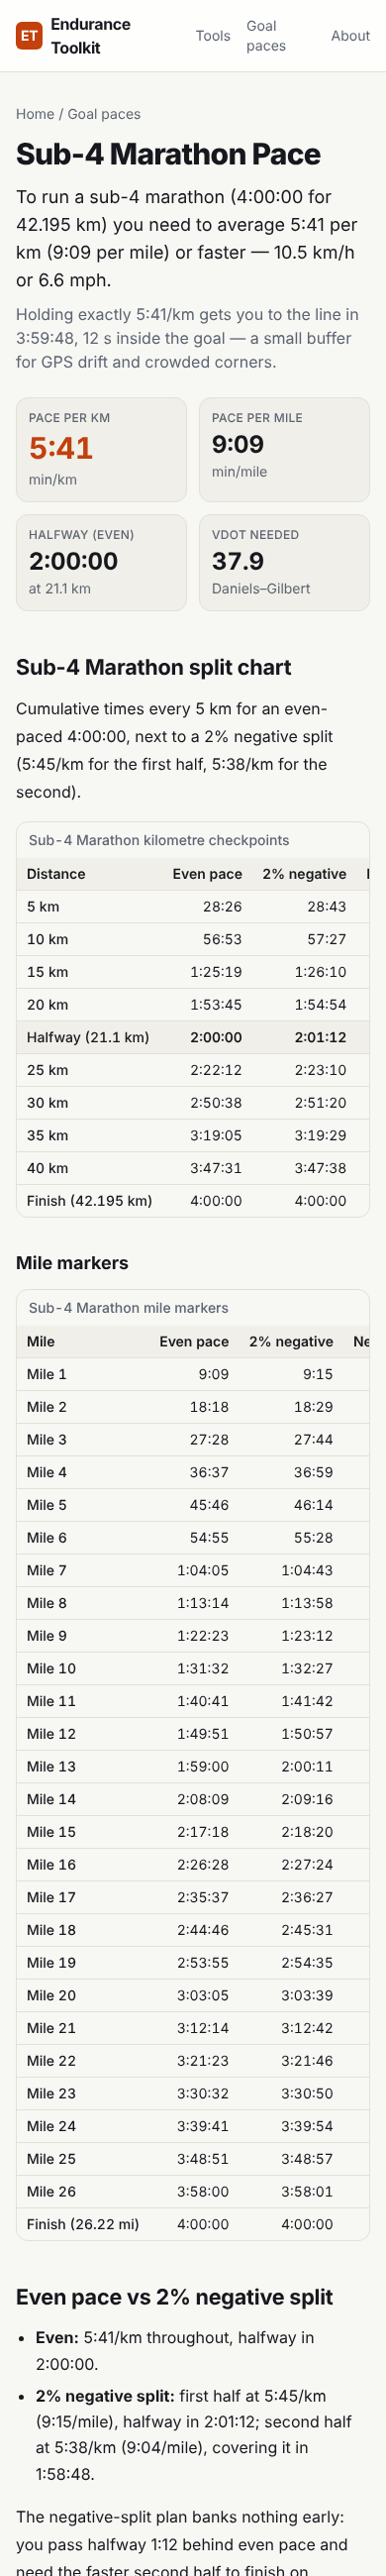 ET
Endurance
Toolkit
Tools
Goal
paces
About
Home / Goal paces
Sub-4 Marathon Pace
To run a sub-4 marathon (4:00:00 for
42.195 km) you need to average 5:41 per
km (9:09 per mile) or faster — 10.5 km/h
or 6.6 mph.
Holding exactly 5:41/km gets you to the line in
3:59:48, 12 s inside the goal — a small buffer
for GPS drift and crowded corners.
PACE PER KM
5:41
min/km
PACE PER MILE
9:09
min/mile
HALFWAY (EVEN)
2:00:00
at 21.1 km
VDOT NEEDED
37.9
Daniels–Gilbert
Sub-4 Marathon split chart
Cumulative times every 5 km for an even-
paced 4:00:00, next to a 2% negative split
(5:45/km for the first half, 5:38/km for the
second).
Sub-4 Marathon kilometre checkpoints
Distance Even pace 2% negative
5 km 28:26 28:43
10 km 56:53 57:27
15 km 1:25:19 1:26:10
20 km 1:53:45 1:54:54
Halfway (21.1 km) 2:00:00 2:01:12
25 km 2:22:12 2:23:10
30 km 2:50:38 2:51:20
35 km 3:19:05 3:19:29
40 km 3:47:31 3:47:38
Finish (42.195 km) 4:00:00 4:00:00
Mile markers
Sub-4 Marathon mile markers
Mile Even pace 2% negative Ne
Mile 1 9:09 9:15
Mile 2 18:18 18:29
Mile 3 27:28 27:44
Mile 4 36:37 36:59
Mile 5 45:46 46:14
Mile 6 54:55 55:28
Mile 7 1:04:05 1:04:43
Mile 8 1:13:14 1:13:58
Mile 9 1:22:23 1:23:12
Mile 10 1:31:32 1:32:27
Mile 11 1:40:41 1:41:42
Mile 12 1:49:51 1:50:57
Mile 13 1:59:00 2:00:11
Mile 14 2:08:09 2:09:16
Mile 15 2:17:18 2:18:20
Mile 16 2:26:28 2:27:24
Mile 17 2:35:37 2:36:27
Mile 18 2:44:46 2:45:31
Mile 19 2:53:55 2:54:35
Mile 20 3:03:05 3:03:39
Mile 21 3:12:14 3:12:42
Mile 22 3:21:23 3:21:46
Mile 23 3:30:32 3:30:50
Mile 24 3:39:41 3:39:54
Mile 25 3:48:51 3:48:57
Mile 26 3:58:00 3:58:01
Finish (26.22 mi) 4:00:00 4:00:00
Even pace vs 2% negative split
• Even: 5:41/km throughout, halfway in
2:00:00.
• 2% negative split: first half at 5:45/km
(9:15/mile), halfway in 2:01:12; second half
at 5:38/km (9:04/mile), covering it in
1:58:48.
The negative-split plan banks nothing early:
you pass halfway 1:12 behind even pace and
need the faster second half to finish on